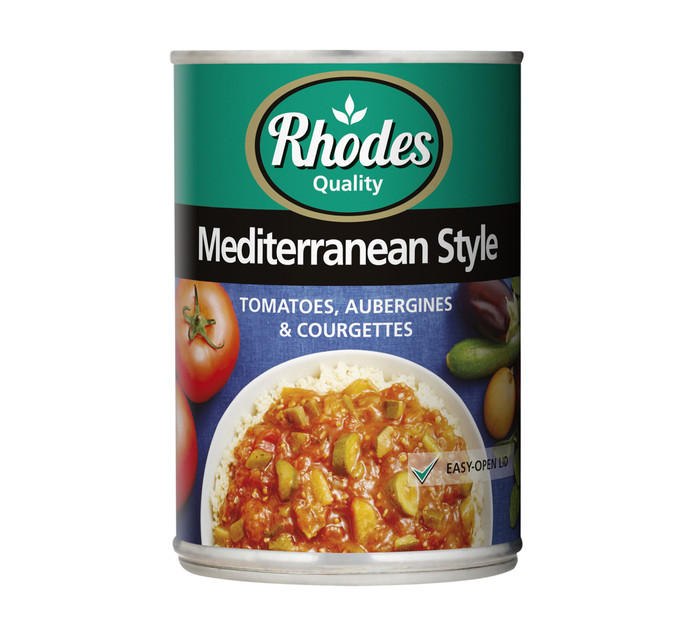 Rhodes
Quality
Mediterranean Style
TOMATOES, AUBERGINES
& COURGETTES
EASY-OPEN LID